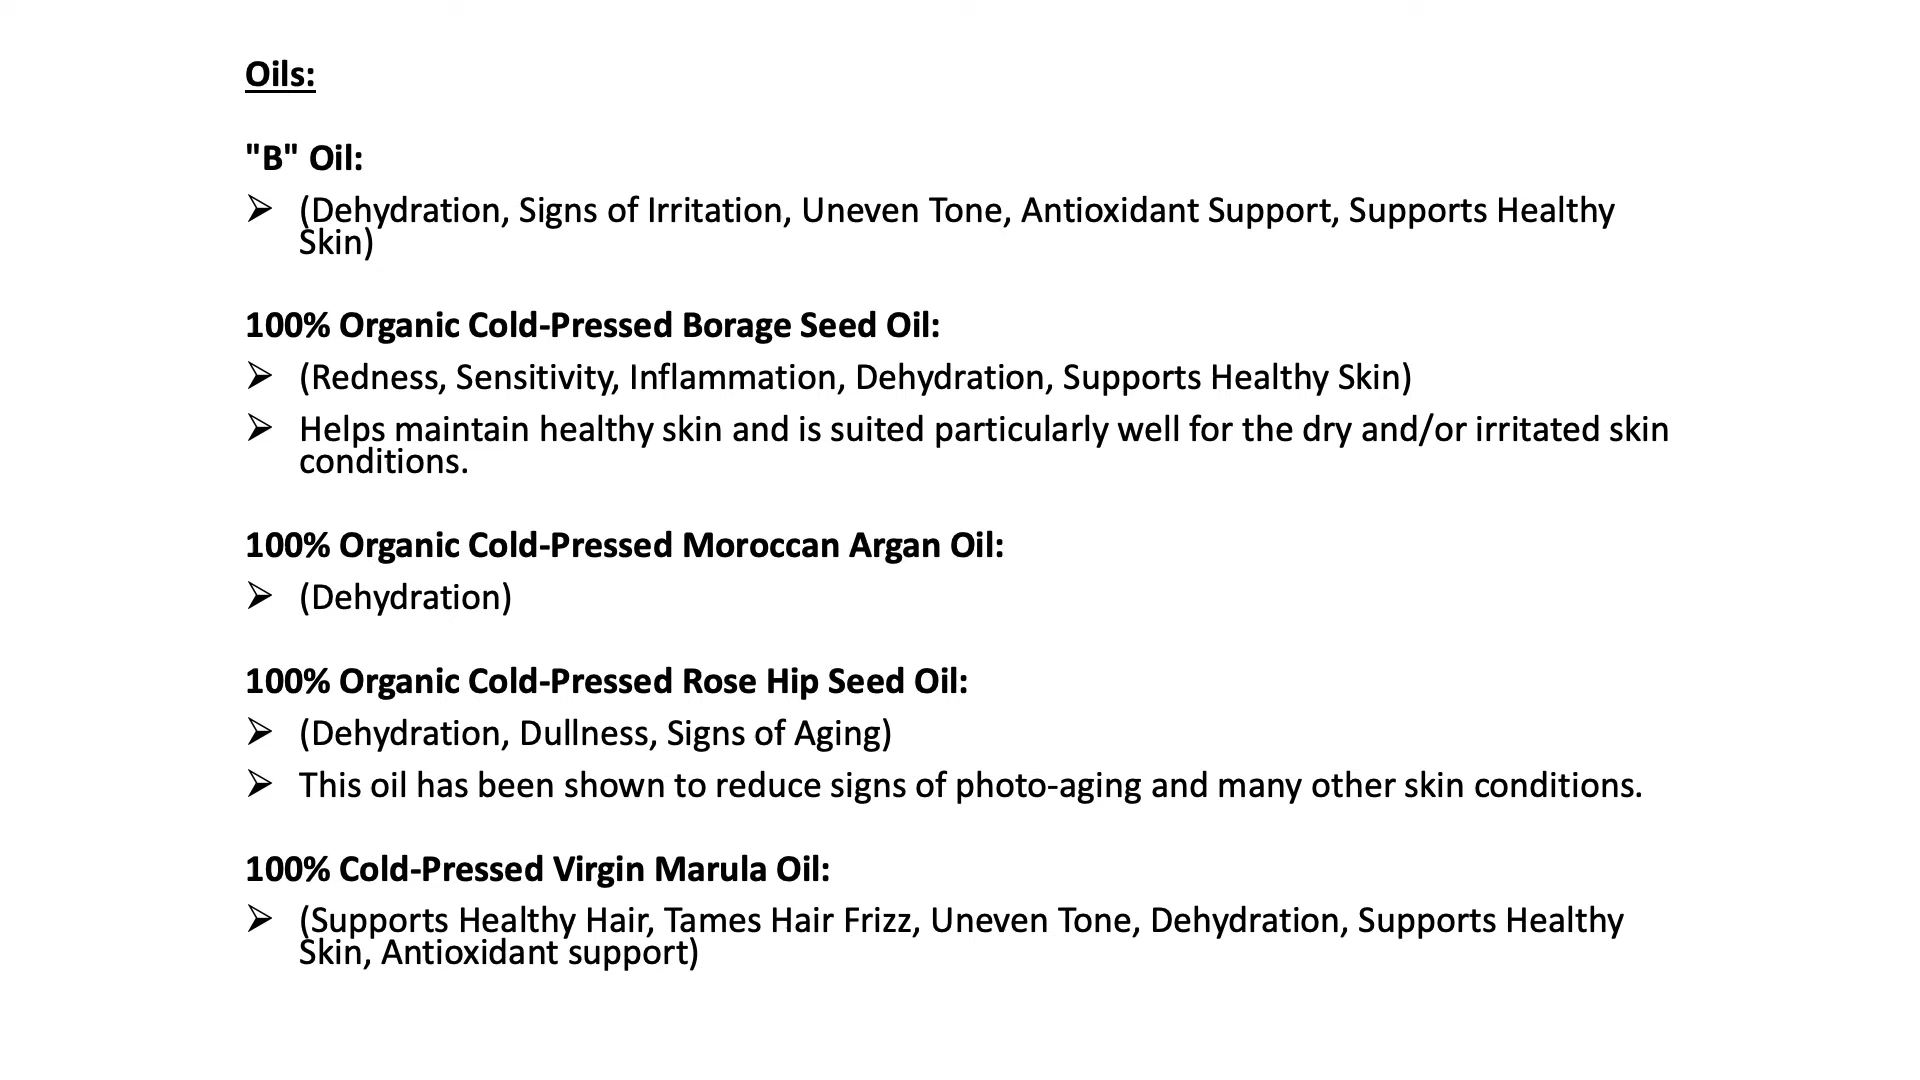 Oils:
"B" Oil:
➢ (Dehydration, Signs of Irritation, Uneven Tone, Antioxidant Support, Supports Healthy
Skin)
100% Organic Cold-Pressed Borage Seed Oil:
➢ (Redness, Sensitivity, Inflammation, Dehydration, Supports Healthy Skin)
➢ Helps maintain healthy skin and is suited particularly well for the dry and/or irritated skin
conditions.
100% Organic Cold-Pressed Moroccan Argan Oil:
➢ (Dehydration)
100% Organic Cold-Pressed Rose Hip Seed Oil:
➢ (Dehydration, Dullness, Signs of Aging)
➢ This oil has been shown to reduce signs of photo-aging and many other skin conditions.
100% Cold-Pressed Virgin Marula Oil:
➢ (Supports Healthy Hair, Tames Hair Frizz, Uneven Tone, Dehydration, Supports Healthy
Skin, Antioxidant support)